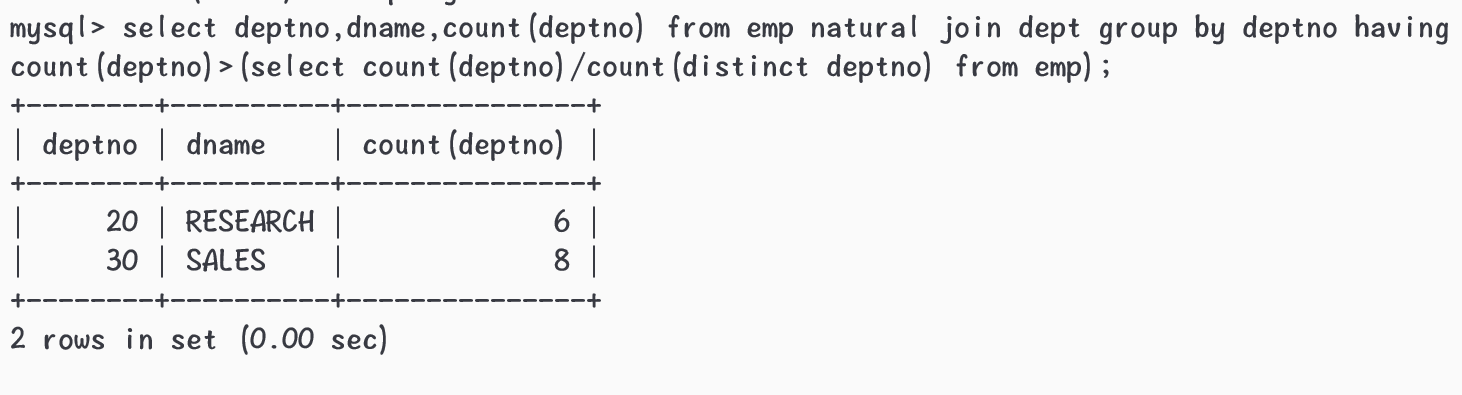 mysql> select deptno,dname,count(deptno) from emp natural join dept group by deptno having
count(deptno)>(select count(deptno)/count(distinct deptno) from emp);
+--------+----------+---------------+
| deptno | dname    | count(deptno) |
+--------+----------+---------------+
|     20 | RESEARCH |             6 |
|     30 | SALES    |             8 |
+--------+----------+---------------+
2 rows in set (0.00 sec)